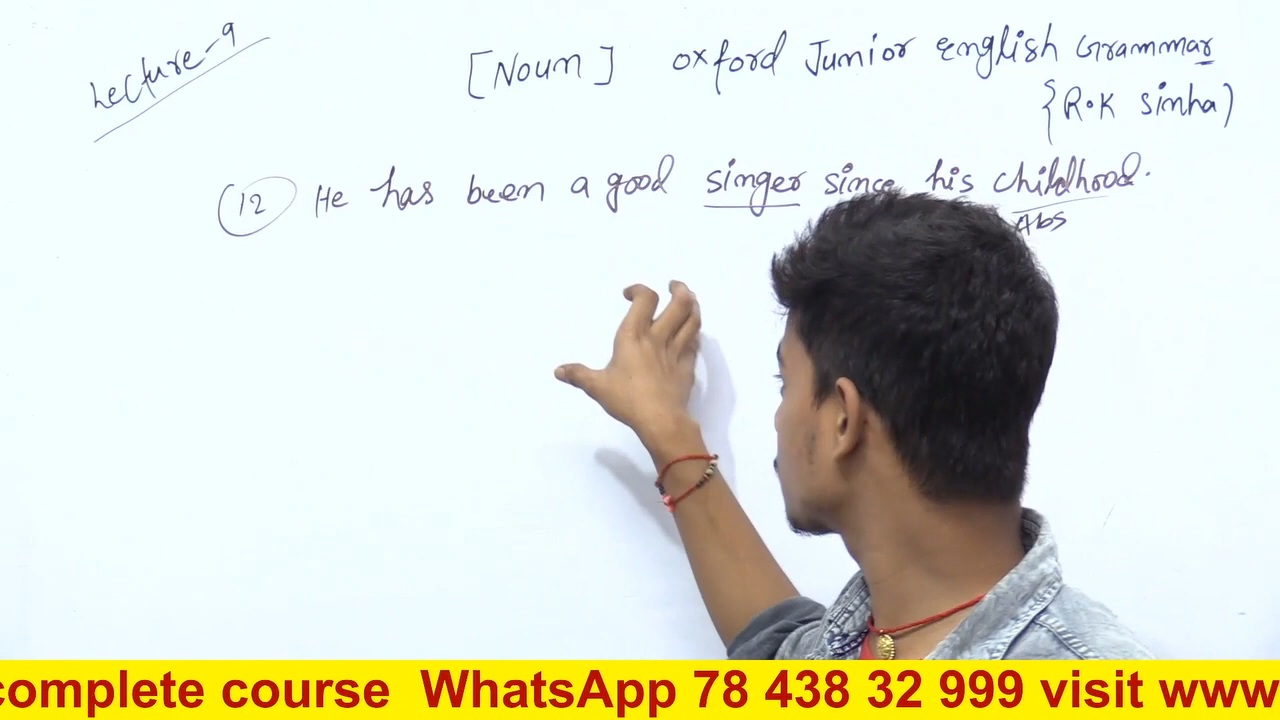 Lecture-9
[Noun] Oxford Junior English Grammar
{R.K Sinha)
(12) He has been a good singer since his childhood.
Abs
complete course WhatsApp 78 438 32 999 visit www